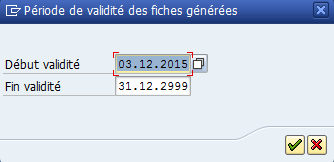 Période de validité des fiches générées
Début validité 03.12.2015
Fin validité 31.12.2999